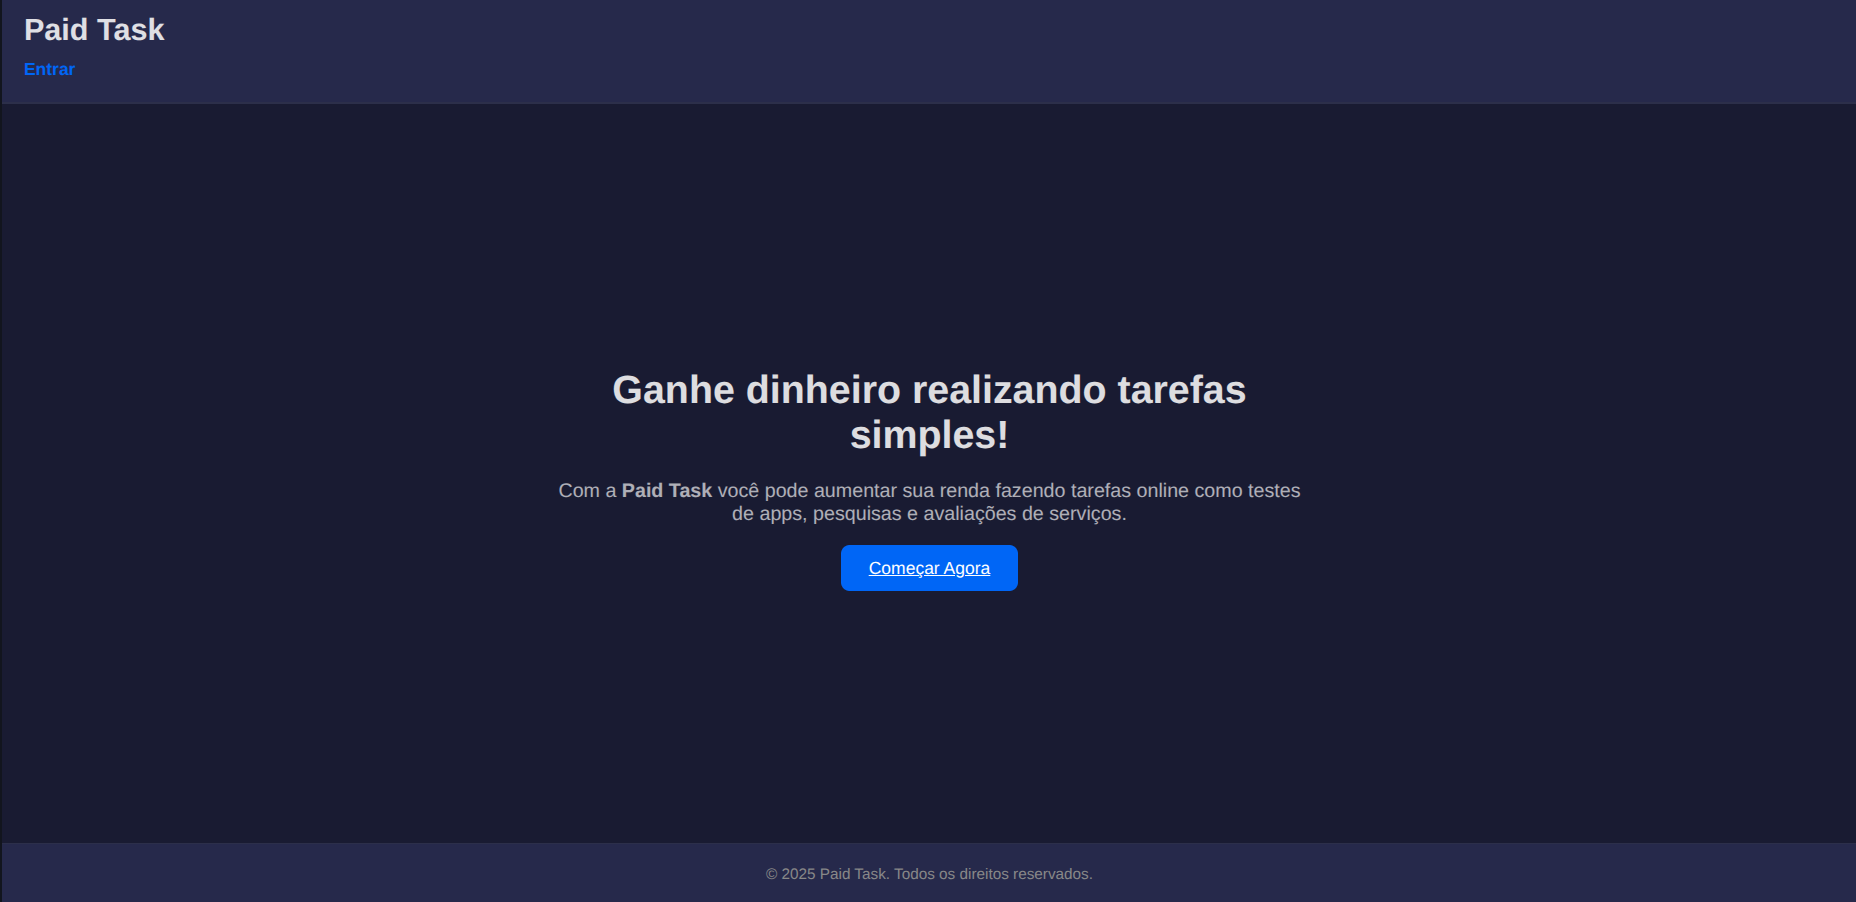 Paid Task
Entrar
Ganhe dinheiro realizando tarefas
simples!
Com a Paid Task você pode aumentar sua renda fazendo tarefas online como testes
de apps, pesquisas e avaliações de serviços.
Começar Agora
© 2025 Paid Task. Todos os direitos reservados.